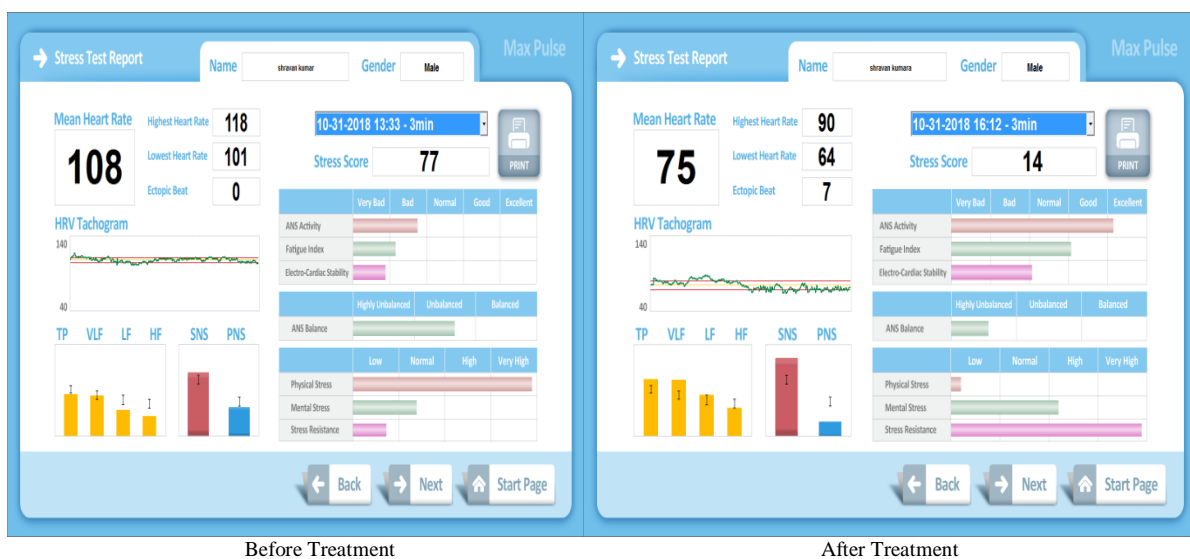 Stress Test Report
Name shravan kumar Gender Male
Max Pulse
Mean Heart Rate
108
Highest Heart Rate 118
Lowest Heart Rate 101
Ectopic Beat 0
10-31-2018 13:33 - 3min
Stress Score 77
PRINT
HRV Tachogram
140
40
Very Bad Bad Normal Good Excellent
ANS Activity
Fatigue Index
Electro-Cardiac Stability
Highly Unbalanced Unbalanced Balanced
ANS Balance
TP VLF LF HF SNS PNS
Low Normal High Very High
Physical Stress
Mental Stress
Stress Resistance
Back Next Start Page
Before Treatment
Stress Test Report
Name shravan kumara Gender Male
Max Pulse
Mean Heart Rate
75
Highest Heart Rate 90
Lowest Heart Rate 64
Ectopic Beat 7
10-31-2018 16:12 - 3min
Stress Score 14
PRINT
HRV Tachogram
140
40
Very Bad Bad Normal Good Excellent
ANS Activity
Fatigue Index
Electro-Cardiac Stability
Highly Unbalanced Unbalanced Balanced
ANS Balance
TP VLF LF HF SNS PNS
Low Normal High Very High
Physical Stress
Mental Stress
Stress Resistance
Back Next Start Page
After Treatment